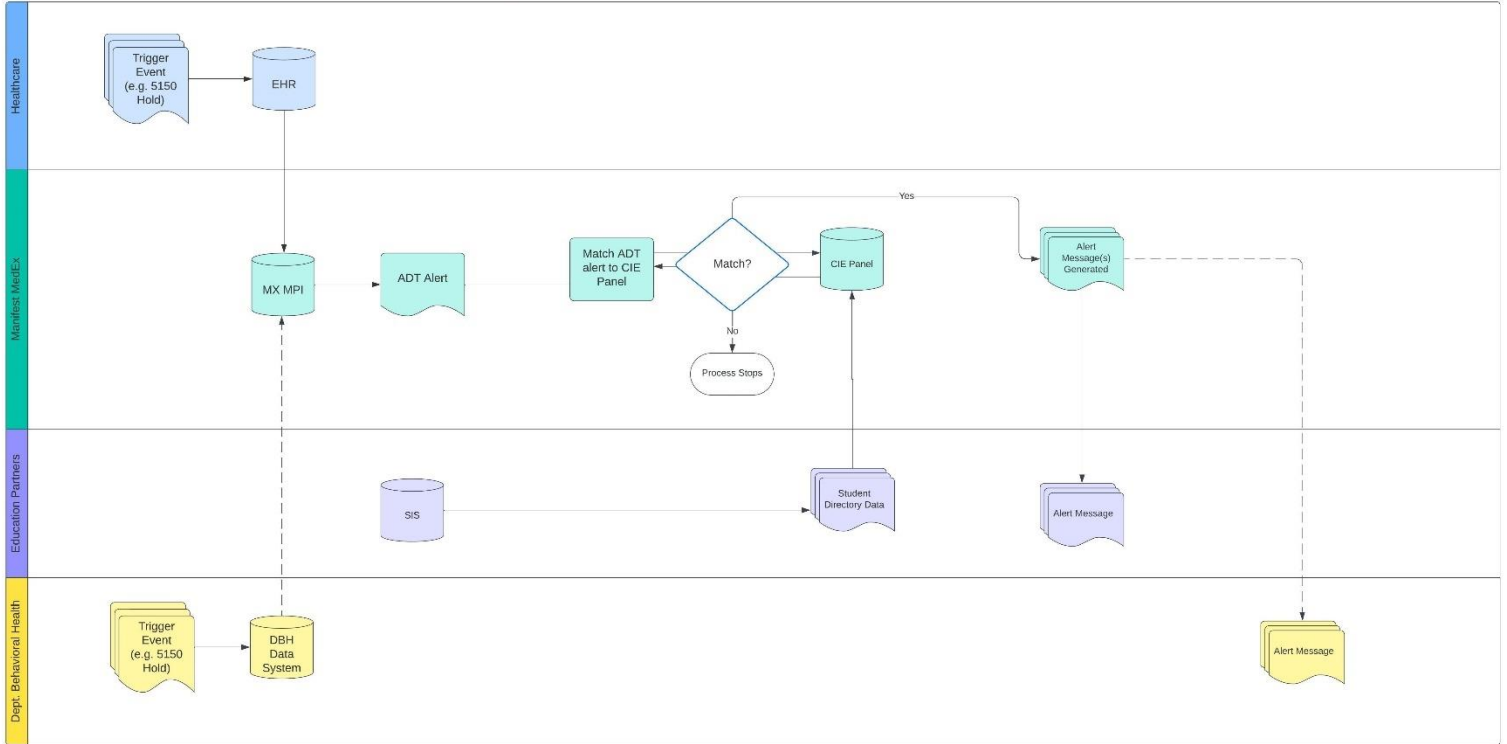 Healthcare
Trigger
Event
(e.g. 5150
Hold)
EHR
Manifest MedEx
Yes
Match ADT
alert to CIE
Panel
Match?
CIE Panel
Alert
Message(s)
Generated
MX MPI
ADT Alert
No
Process Stops
Education Partners
SIS
Student
Directory Data
Alert Message
Dept. Behavioral Health
Trigger
Event
(e.g. 5150
Hold)
DBH
Data
System
Alert Message